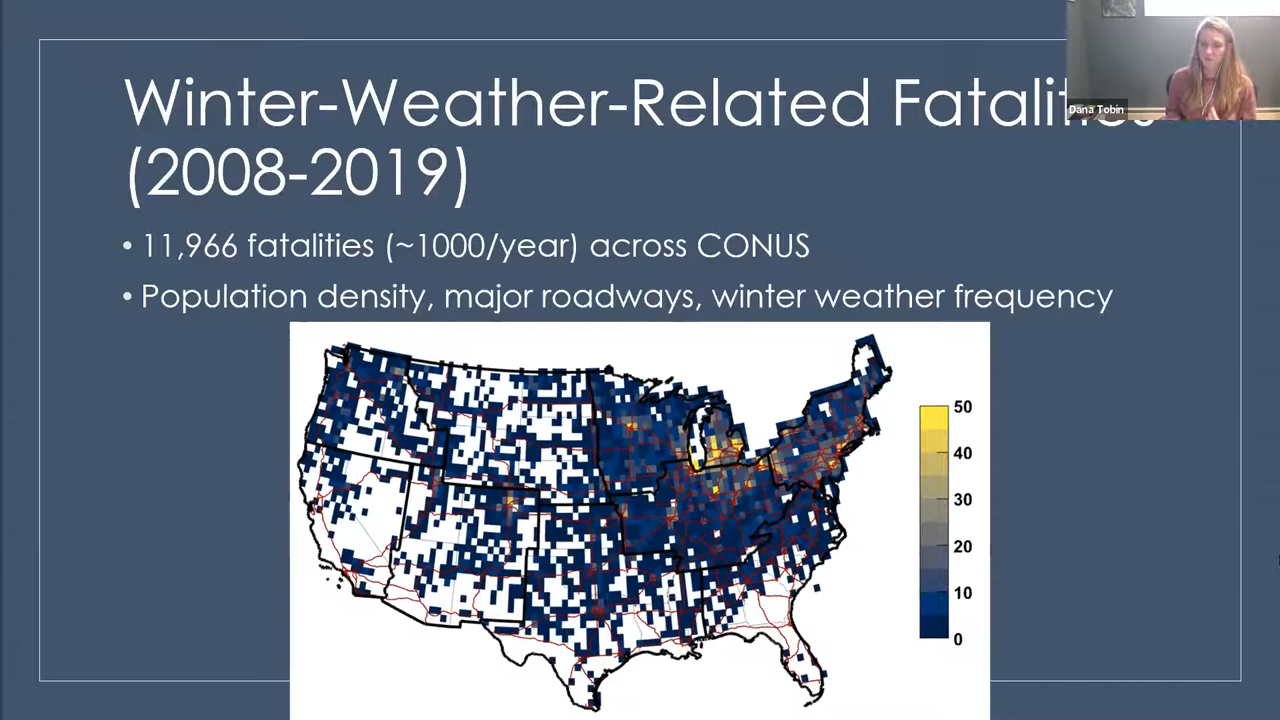 Winter-Weather-Related Fatalities
(2008-2019)
Dana Tobin
• 11,966 fatalities (~1000/year) across CONUS
• Population density, major roadways, winter weather frequency
50
40
30
20
10
0